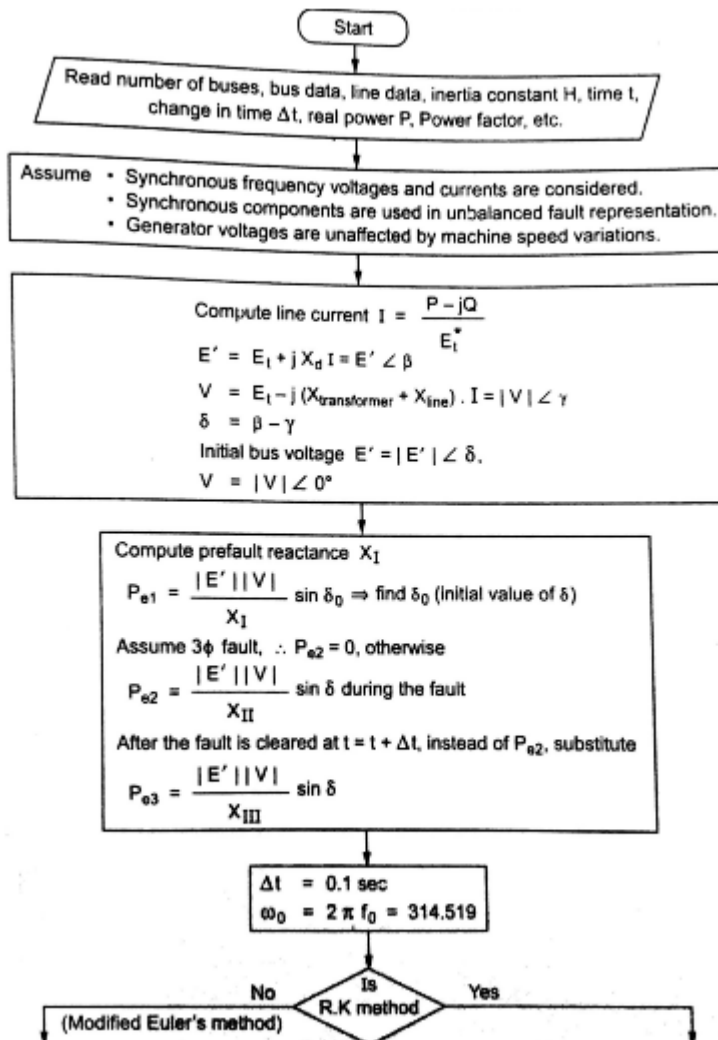 Start
Read number of buses, bus data, line data, inertia constant H, time t,
change in time Δt, real power P, Power factor, etc.
Assume • Synchronous frequency voltages and currents are considered.
• Synchronous components are used in unbalanced fault representation.
• Generator voltages are unaffected by machine speed variations.
Compute line current I = (P – jQ) / E_t^*
E′ = E_t + j X_d I = E′ ∠ β
V = E_t – j (X_transformer + X_line) . I = |V| ∠ γ
δ = β – γ
Initial bus voltage E′ = |E′| ∠ δ.
V = |V| ∠ 0°
Compute prefault reactance X_I
P_e1 = (|E′| |V|) / X_I sin δ_0 ⇒ find δ_0 (initial value of δ)
Assume 3ϕ fault, ∴ P_e2 = 0, otherwise
P_e2 = (|E′| |V|) / X_II sin δ during the fault
After the fault is cleared at t = t + Δt, instead of P_e2, substitute
P_e3 = (|E′| |V|) / X_III sin δ
Δt = 0.1 sec
ω_0 = 2 π f_0 = 314.519
Is
No R.K method Yes
(Modified Euler's method)